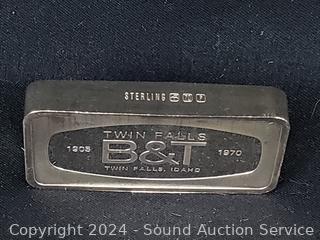 STERLING
TWIN FALLS
1905 B&T 1970
TWIN FALLS, IDAHO
Copyright © 2024 - Sound Auction Service